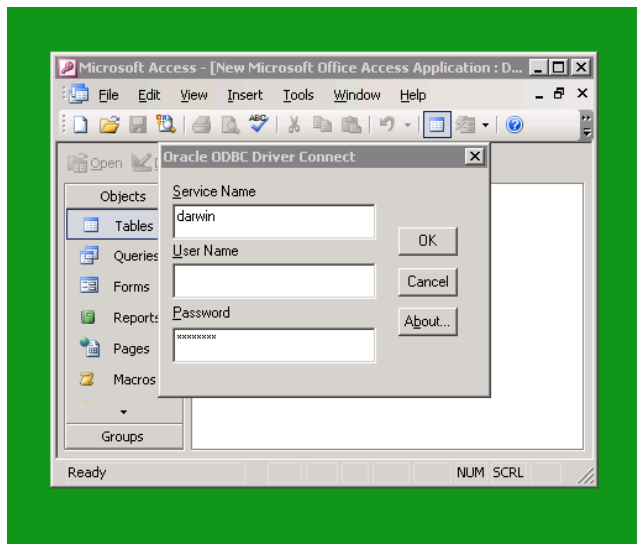 Microsoft Access - [New Microsoft Office Access Application : D...
File Edit View Insert Tools Window Help
Open
Oracle ODBC Driver Connect
Objects
Tables
Queries
Forms
Reports
Pages
Macros
Groups
Service Name
darwin
User Name
Password
********
OK
Cancel
About...
Ready NUM SCRL